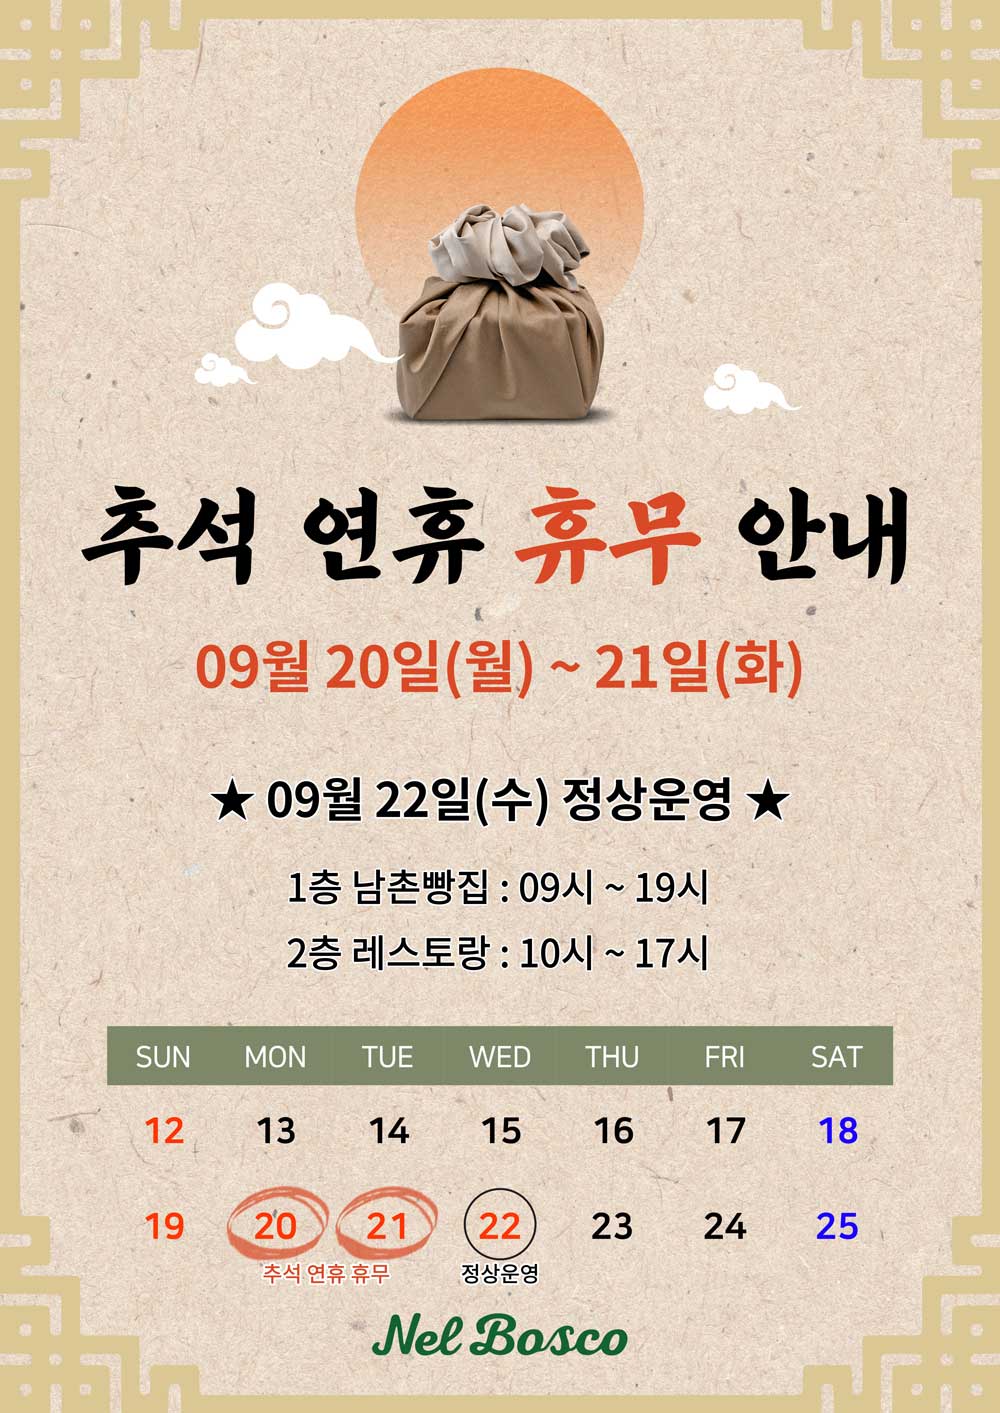 추석 연휴 휴무 안내
09월 20일(월) ~ 21일(화)
★ 09월 22일(수) 정상운영 ★
1층 남촌빵집 : 09시 ~ 19시
2층 레스토랑 : 10시 ~ 17시
SUN MON TUE WED THU FRI SAT
12 13 14 15 16 17 18
19 20 21 22 23 24 25
추석 연휴 휴무 정상운영
Nel Bosco